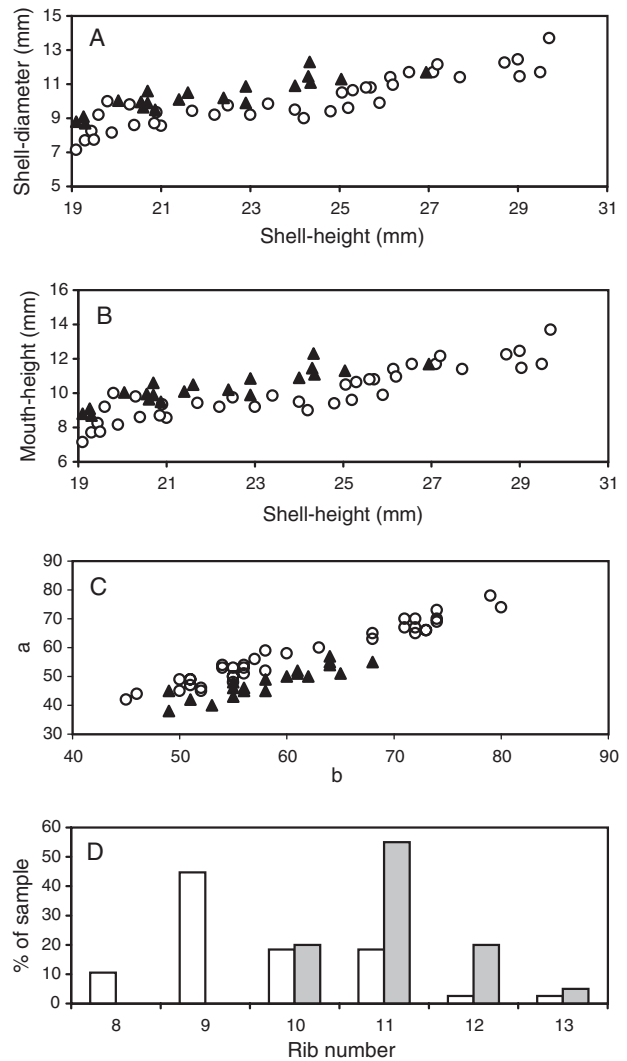 A
Shell-diameter (mm)
15
13
11
9
7
5
19 21 23 25 27 29 31
Shell-height (mm)
B
Mouth-height (mm)
16
14
12
10
8
6
19 21 23 25 27 29 31
Shell-height (mm)
C
a
90
80
70
60
50
40
30
40 50 60 70 80 90
b
D
% of sample
60
50
40
30
20
10
0
8 9 10 11 12 13
Rib number